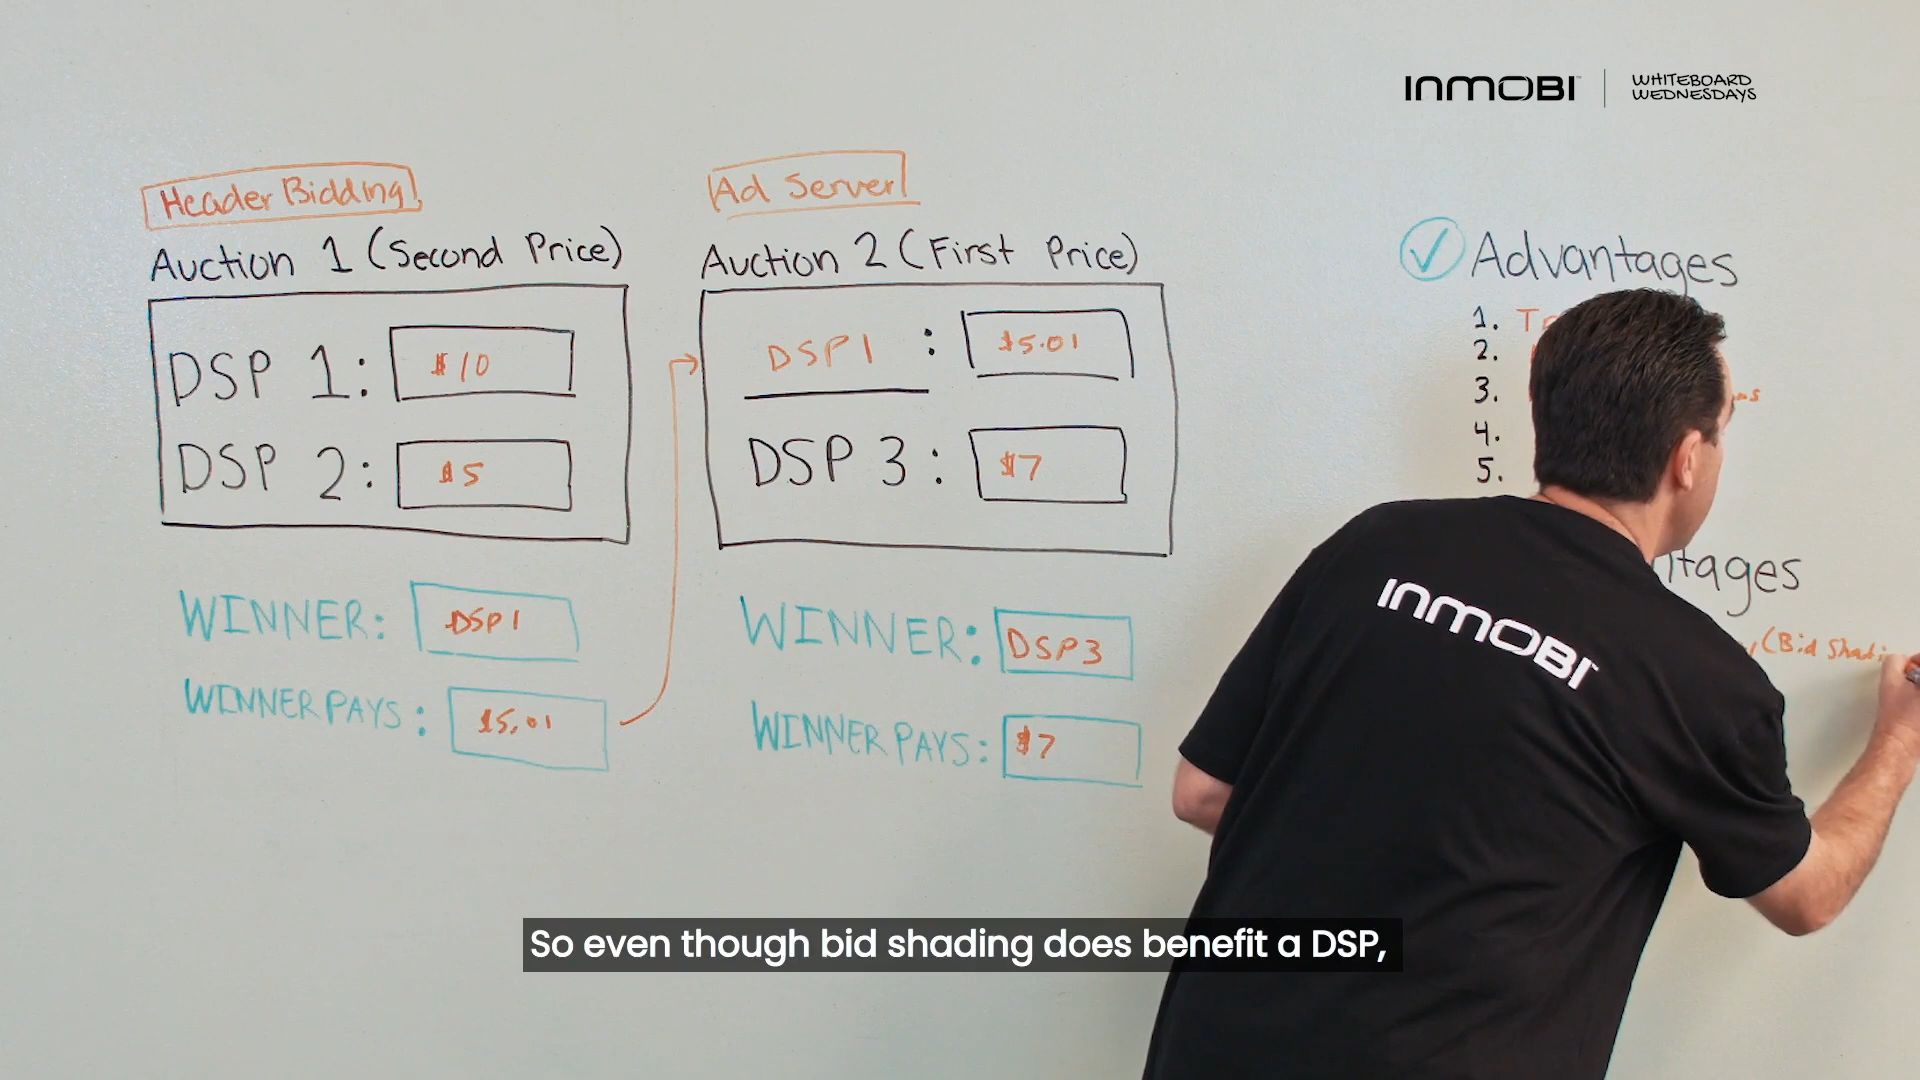 INMOBI
WHITEBOARD
WEDNESDAYS
Header Bidding
Auction 1 (Second Price)
DSP 1: $10
DSP 2: $5
WINNER: DSP1
WINNER PAYS: $5.01
Ad Server
Auction 2 (First Price)
DSP1 : $5.01
DSP 3: $7
WINNER: DSP3
WINNER PAYS: $7
Advantages
1.
2.
3.
4.
5.
ntages
(Bid Shadi
INMOBI
So even though bid shading does benefit a DSP,